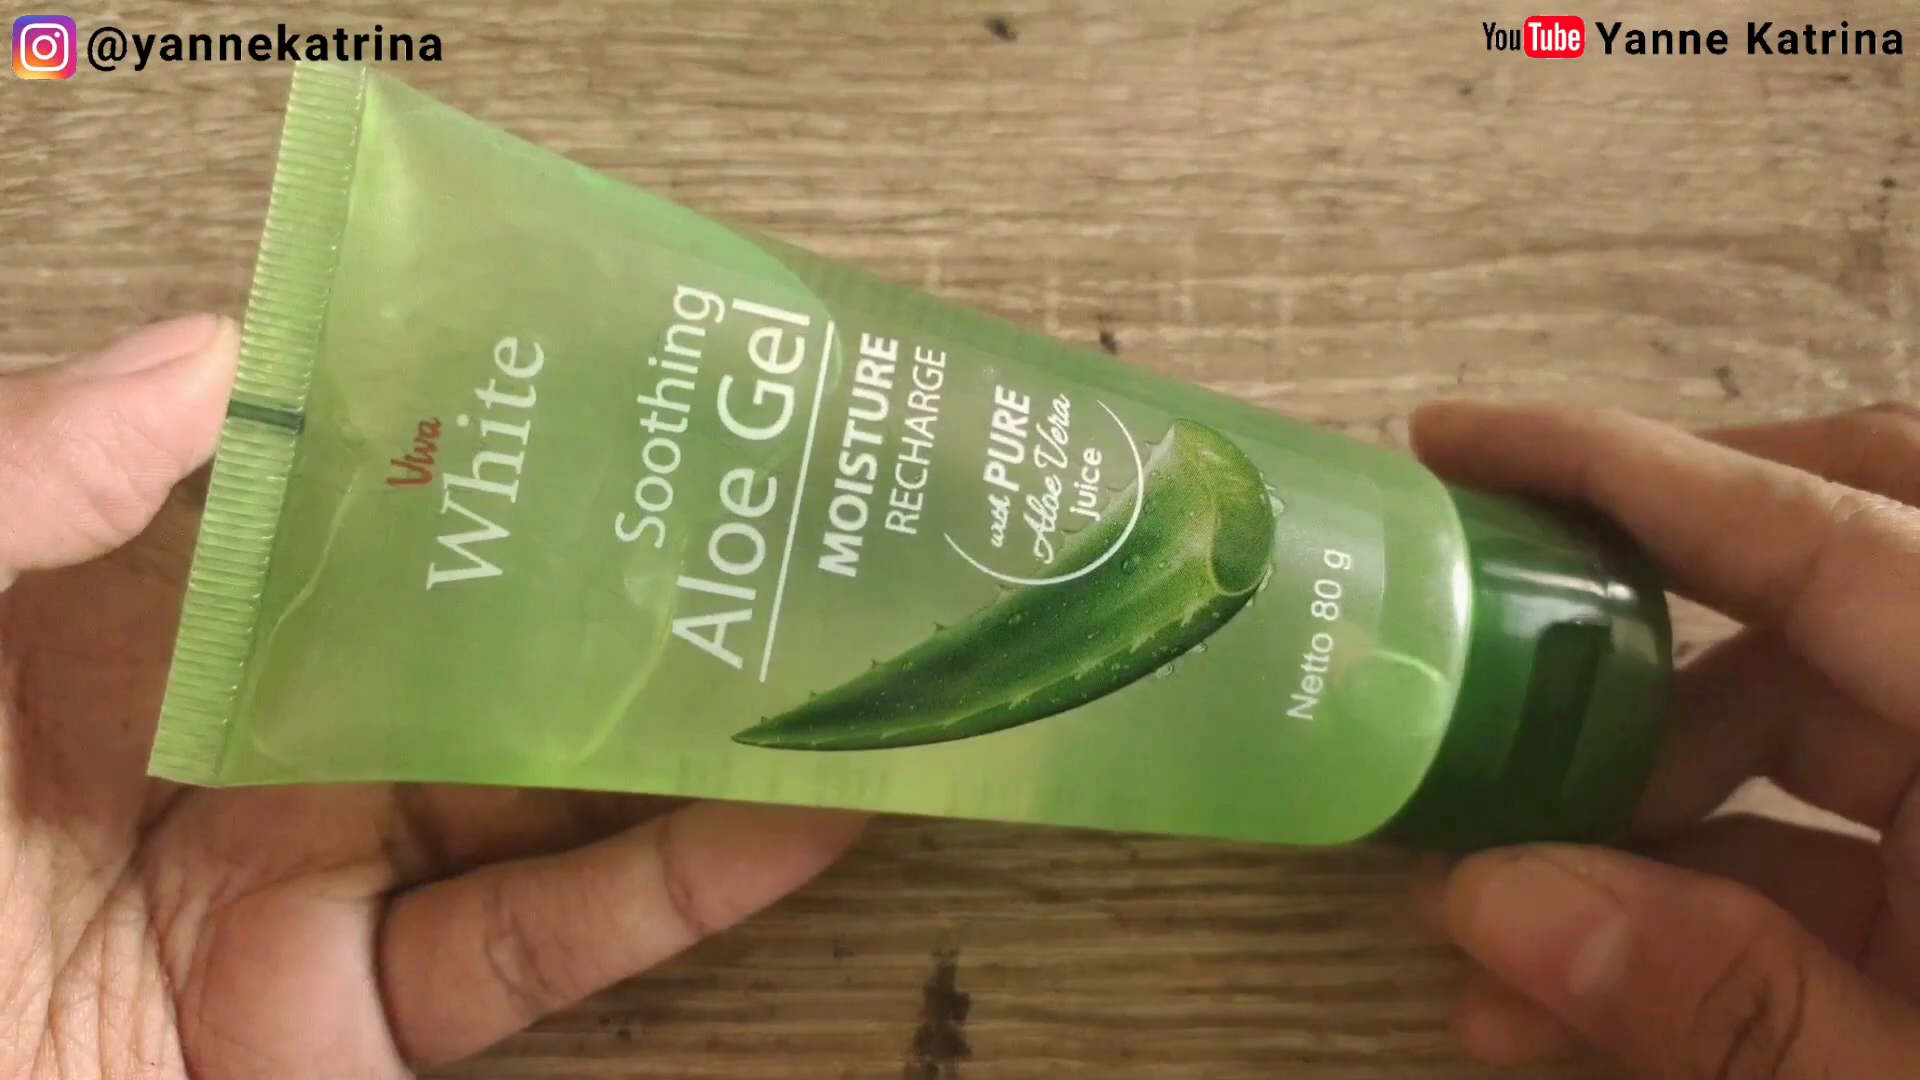 @yannekatrina
YouTube Yanne Katrina
Viva
White
Soothing
Aloe Gel
MOISTURE
RECHARGE
with PURE
Aloe Vera
juice
Netto 80 g